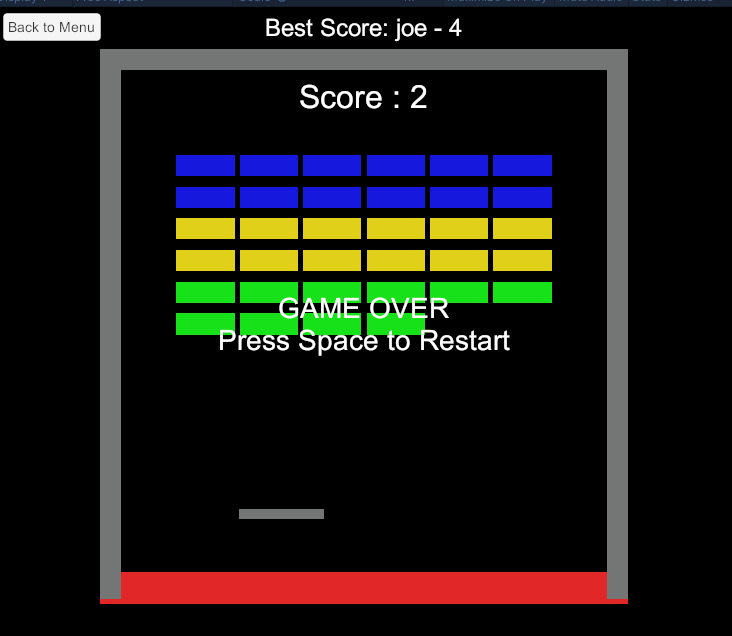 Back to Menu
Best Score: joe - 4
Score : 2
GAME OVER
Press Space to Restart